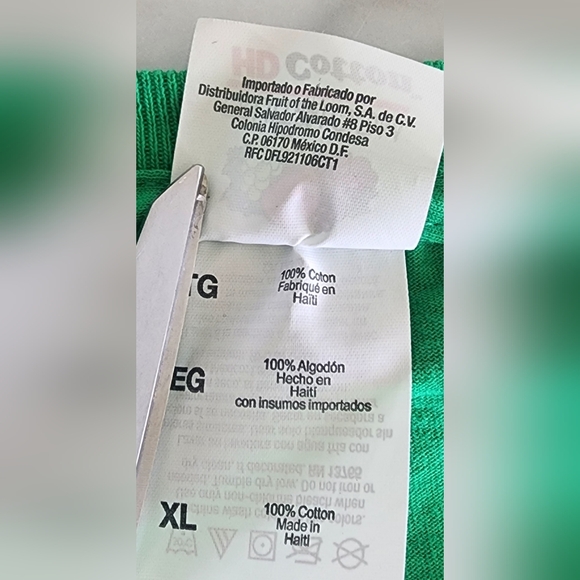 HD Cotton
Importado o Fabricado por
Distribuidora Fruit of the Loom, S.A. de C.V.
General Salvador Alvarado #8 Piso 3
Colonia Hipodromo Condesa
C.P. 06170 México D.F.
RFC DFL921106CT1
TG
100% Coton
Fabriqué en
Haïti
EG
100% Algodón
Hecho en
Haití
con insumos importados
XL
100% Cotton
Made in
Haiti